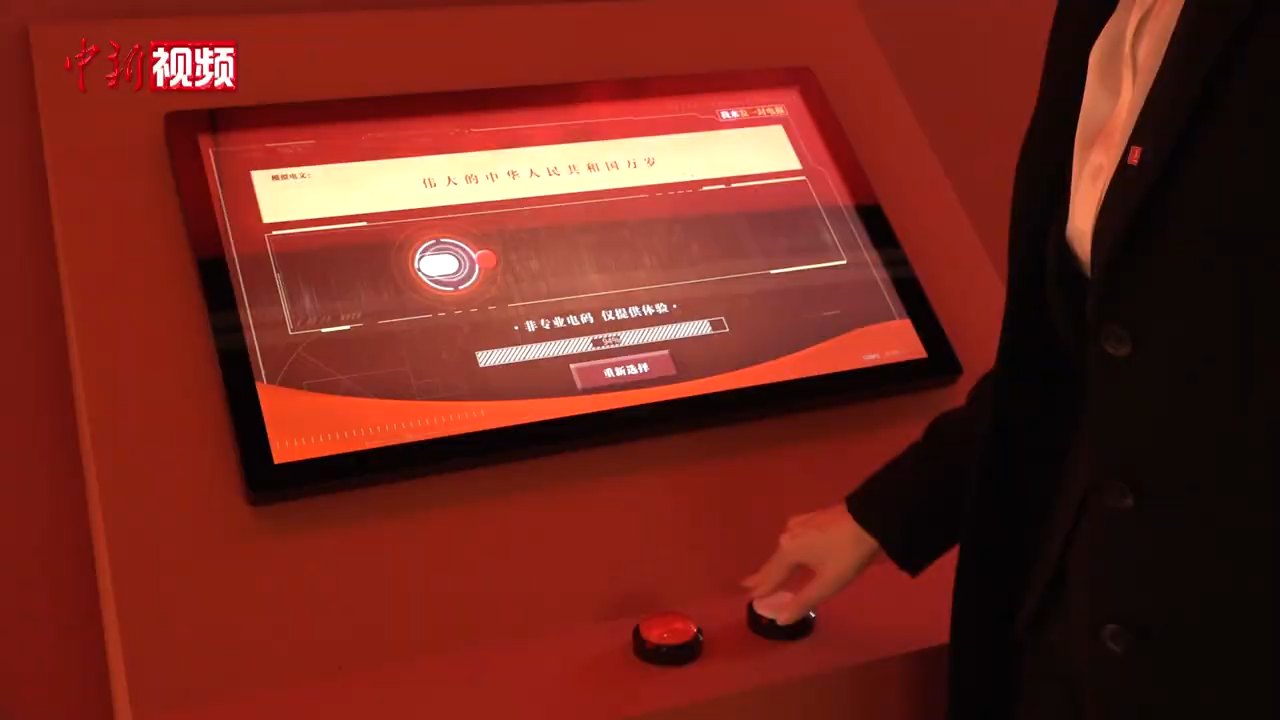 中新视频
我来发一封电报
模拟电文:
伟大的中华人民共和国万岁
·非专业电码 仅提供体验·
94%
重新选择